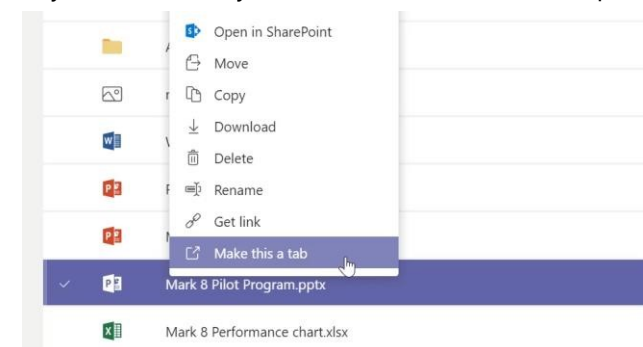 Open in SharePoint
Move
Copy
Download
Delete
Rename
Get link
Make this a tab
Mark 8 Pilot Program.pptx
Mark 8 Performance chart.xlsx